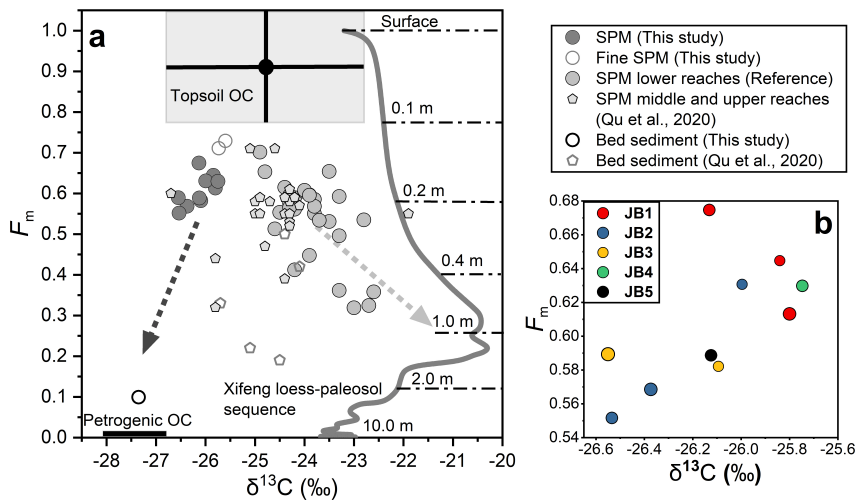 a
Surface
0.1 m
0.2 m
0.4 m
1.0 m
2.0 m
10.0 m
Topsoil OC
Xifeng loess-paleosol
sequence
Petrogenic OC
Fm
1.0
0.9
0.8
0.7
0.6
0.5
0.4
0.3
0.2
0.1
0.0
-28 -27 -26 -25 -24 -23 -22 -21 -20
δ13C (‰)
SPM (This study)
Fine SPM (This study)
SPM lower reaches (Reference)
SPM middle and upper reaches
(Qu et al., 2020)
Bed sediment (This study)
Bed sediment (Qu et al., 2020)
b
JB1
JB2
JB3
JB4
JB5
Fm
0.68
0.66
0.64
0.62
0.60
0.58
0.56
0.54
-26.6 -26.4 -26.2 -26.0 -25.8 -25.6
δ13C (‰)